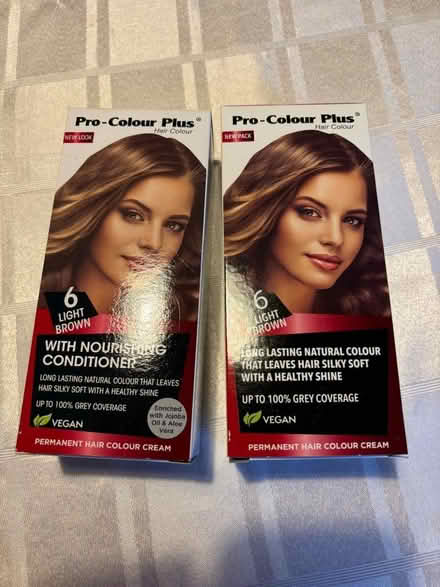 Pro-Colour Plus®
Hair Colour
NEW LOOK
6
LIGHT
BROWN
WITH NOURISHING
CONDITIONER
LONG LASTING NATURAL COLOUR THAT LEAVES
HAIR SILKY SOFT WITH A HEALTHY SHINE
UP TO 100% GREY COVERAGE
VEGAN
Enriched
with Jojoba
Oil & Aloe
Vera
PERMANENT HAIR COLOUR CREAM
Pro-Colour Plus®
Hair Colour
NEW PACK
6
LIGHT
BROWN
LONG LASTING NATURAL COLOUR
THAT LEAVES HAIR SILKY SOFT
WITH A HEALTHY SHINE
UP TO 100% GREY COVERAGE
VEGAN
PERMANENT HAIR COLOUR CREAM